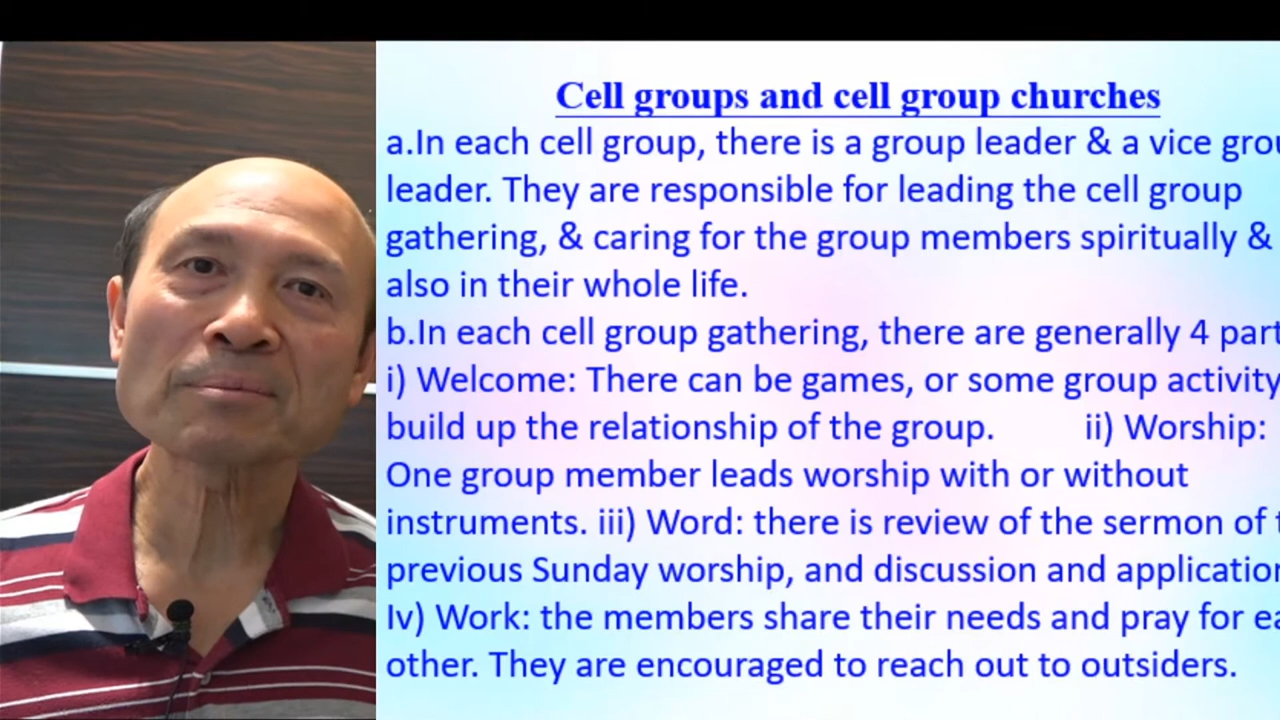 Cell groups and cell group churches
a.In each cell group, there is a group leader & a vice
leader. They are responsible for leading the cell group
gathering, & caring for the group members spiritually &
also in their whole life.
b.In each cell group gathering, there are generally 4
i) Welcome: There can be games, or some group activity
build up the relationship of the group. ii) Worship:
One group member leads worship with or without
instruments. iii) Word: there is review of the sermon of
previous Sunday worship, and discussion and
Iv) Work: the members share their needs and pray for
other. They are encouraged to reach out to outsiders.